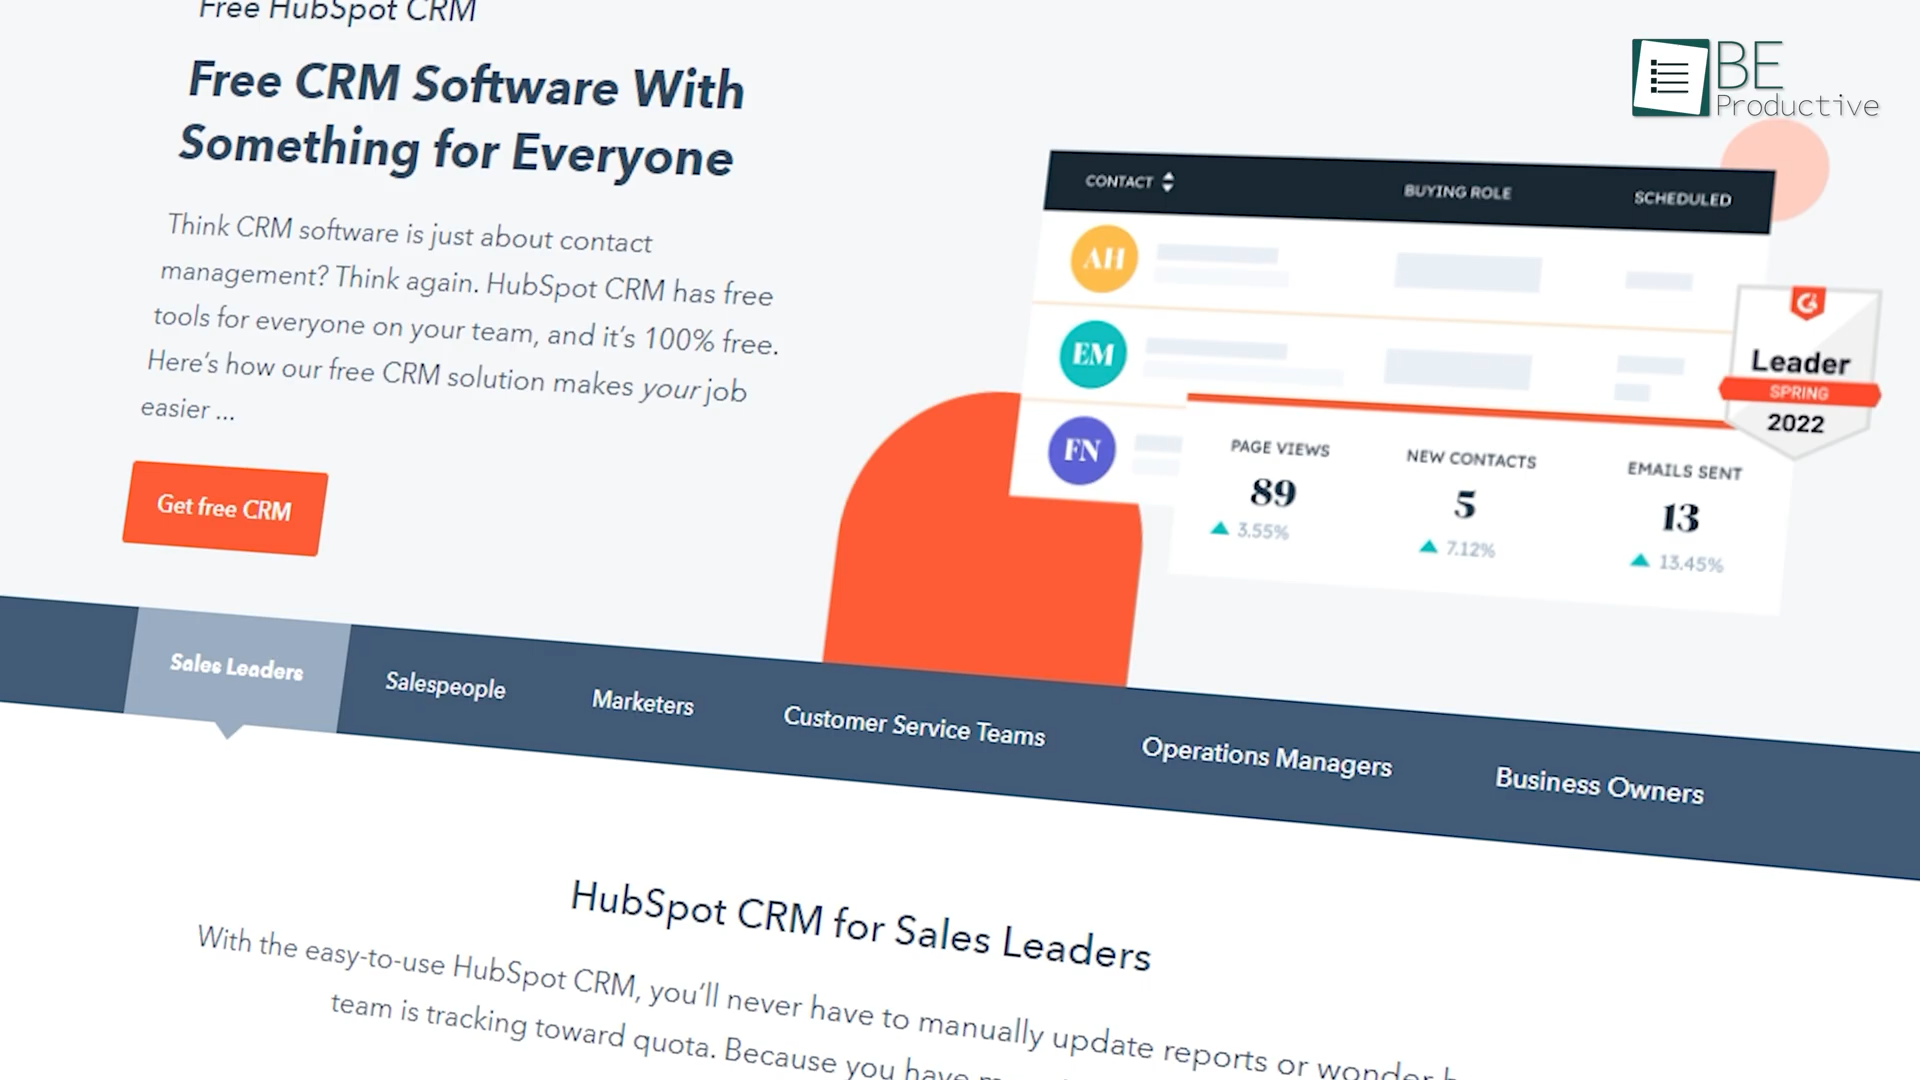 Free HubSpot CRM
Free CRM Software With
Something for Everyone
Think CRM software is just about contact
management? Think again. HubSpot CRM has free
tools for everyone on your team, and it's 100% free.
Here's how our free CRM solution makes your job
easier ...
Get free CRM
BE
Productive
CONTACT BUYING ROLE SCHEDULED
AH
EM
FN
Leader
SPRING
2022
PAGE VIEWS NEW CONTACTS EMAILS SENT
89 5 13
3.55% 7.12% 13.45%
Sales Leaders Salespeople Marketers Customer Service Teams Operations Managers Business Owners
HubSpot CRM for Sales Leaders
With the easy-to-use HubSpot CRM, you'll never have to manually update reports or wonder
team is tracking toward quota. Because you have